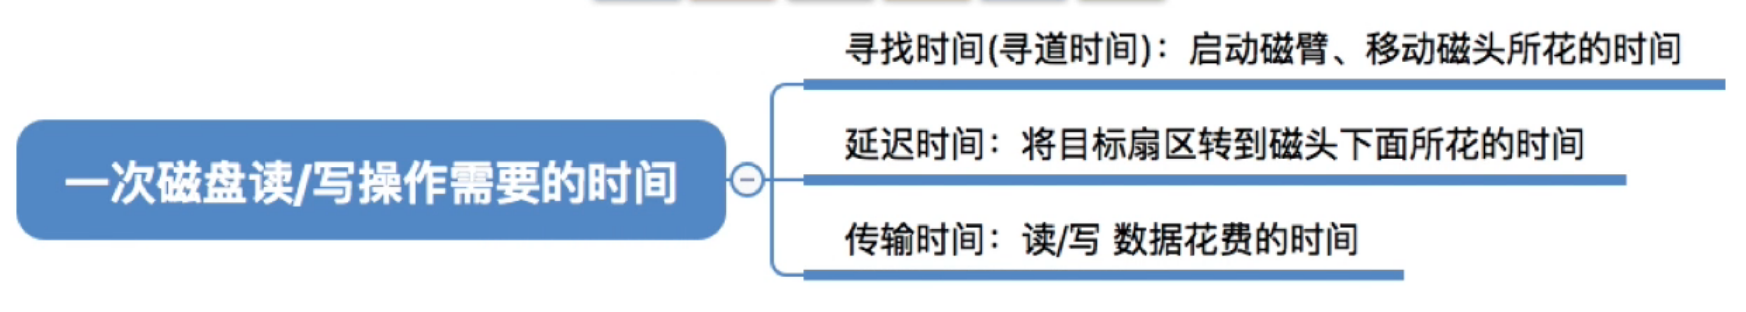 寻找时间(寻道时间)：启动磁臂、移动磁头所花的时间
一次磁盘读/写操作需要的时间
延迟时间：将目标扇区转到磁头下面所花的时间
传输时间：读/写 数据花费的时间